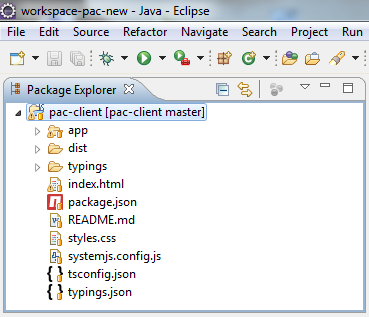 workspace-pac-new - Java - Eclipse
File Edit Source Refactor Navigate Search Project Run
Package Explorer
pac-client [pac-client master]
app
dist
typings
index.html
package.json
README.md
styles.css
systemjs.config.js
tsconfig.json
typings.json